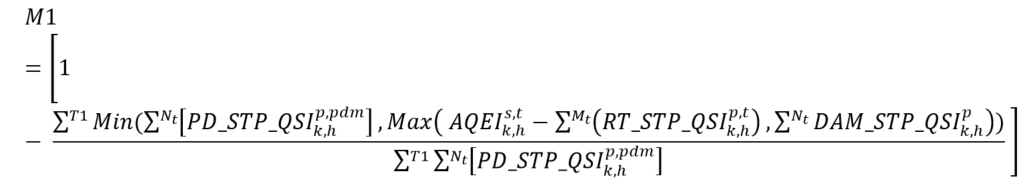 M1
= [1
− ∑^{T1} Min(∑^{N_t}[PD_STP_QSI_{k,h}^{p,pdm}] , Max( AQEI_{k,h}^{s,t} − ∑^{M_t}(RT_STP_QSI_{k,h}^{p,t}) , ∑^{N_t} DAM_STP_QSI_{k,h}^{p}))]
∑^{T1} ∑^{N_t}[PD_STP_QSI_{k,h}^{p,pdm}]